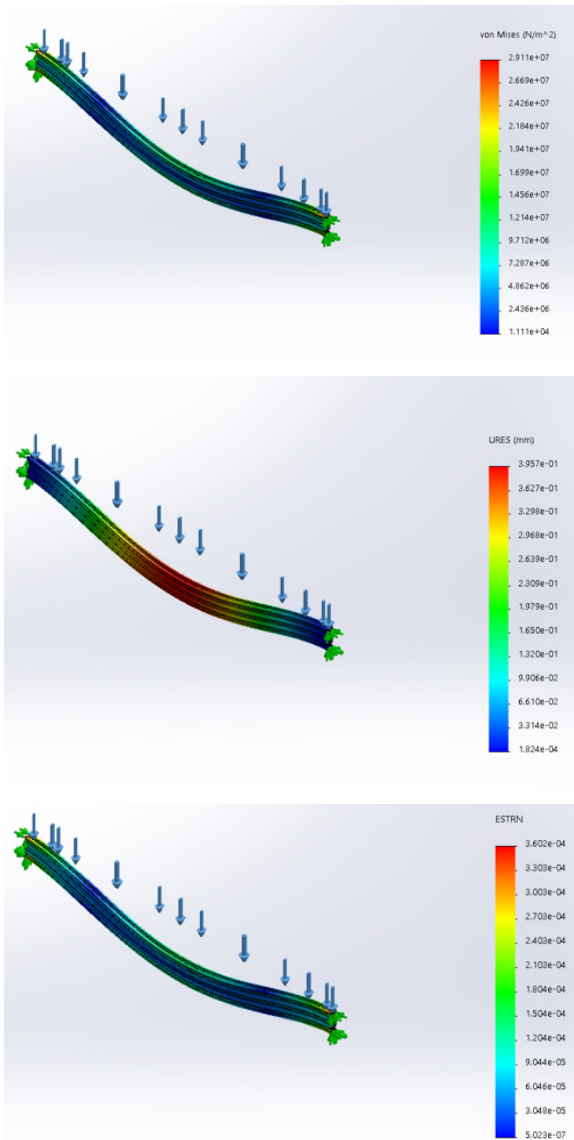 von Mises (N/m^2)
2.911e+07
2.669e+07
2.426e+07
2.184e+07
1.941e+07
1.699e+07
1.456e+07
1.214e+07
9.712e+06
7.287e+06
4.862e+06
2.436e+06
1.111e+04
URES (mm)
3.957e-01
3.627e-01
3.298e-01
2.968e-01
2.639e-01
2.309e-01
1.979e-01
1.650e-01
1.320e-01
9.906e-02
6.610e-02
3.314e-02
1.824e-04
ESTRN
3.602e-04
3.303e-04
3.003e-04
2.703e-04
2.403e-04
2.103e-04
1.804e-04
1.504e-04
1.204e-04
9.044e-05
6.046e-05
3.048e-05
5.023e-07